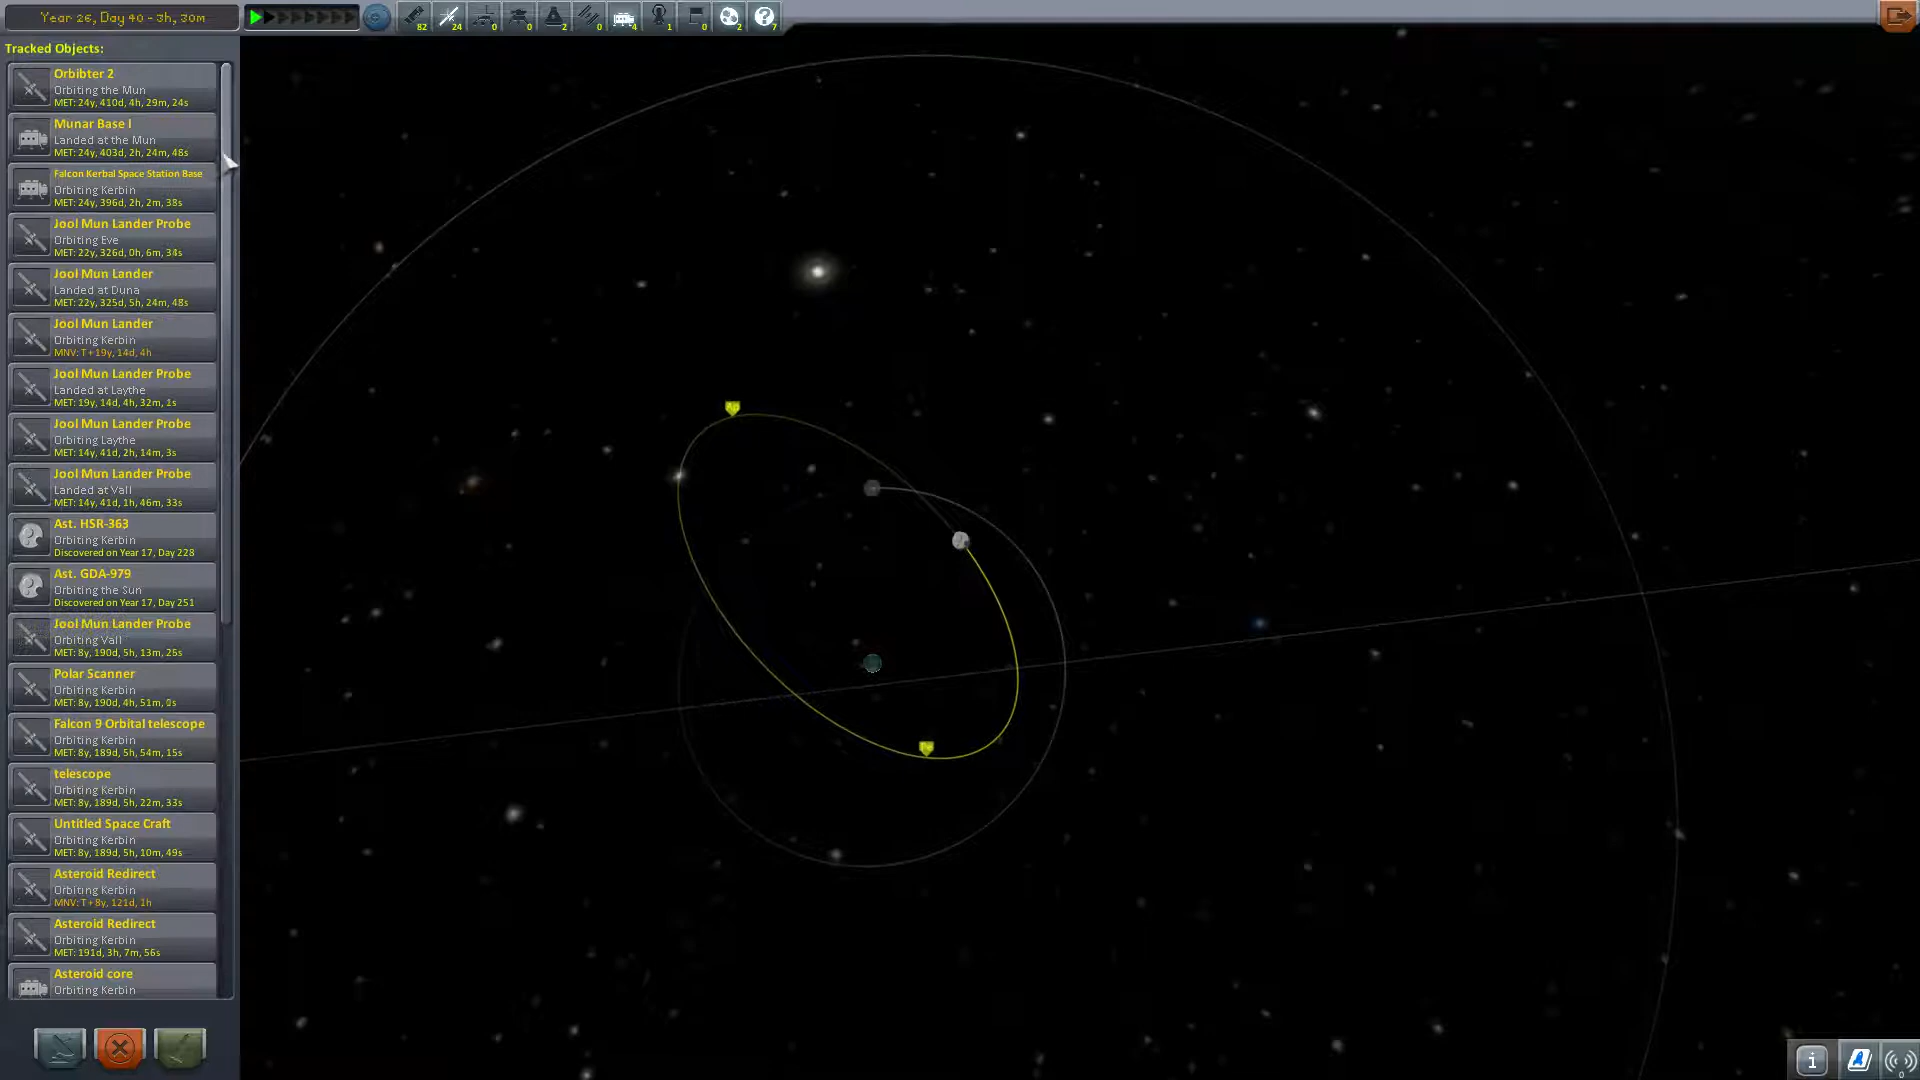 Year 26, Day 40 - 3h, 30m
82
24
0
0
2
0
4
1
0
2
7
Tracked Objects:
Orbibter 2
Orbiting the Mun
MET: 24y, 410d, 4h, 29m, 24s
Munar Base I
Landed at the Mun
MET: 24y, 403d, 2h, 24m, 48s
Falcon Kerbal Space Station Base
Orbiting Kerbin
MET: 24y, 396d, 2h, 2m, 38s
Jool Mun Lander Probe
Orbiting Eve
MET: 22y, 326d, 0h, 6m, 34s
Jool Mun Lander
Landed at Duna
MET: 22y, 325d, 5h, 24m, 48s
Jool Mun Lander
Orbiting Kerbin
MNV: T+19y, 14d, 4h
Jool Mun Lander Probe
Landed at Laythe
MET: 19y, 14d, 4h, 32m, 1s
Jool Mun Lander Probe
Orbiting Laythe
MET: 14y, 41d, 2h, 14m, 3s
Jool Mun Lander Probe
Landed at Vall
MET: 14y, 41d, 1h, 46m, 33s
Ast. HSR-363
Orbiting Kerbin
Discovered on Year 17, Day 228
Ast. GDA-979
Orbiting the Sun
Discovered on Year 17, Day 251
Jool Mun Lander Probe
Orbiting Vall
MET: 8y, 190d, 5h, 13m, 25s
Polar Scanner
Orbiting Kerbin
MET: 8y, 190d, 4h, 51m, 0s
Falcon 9 Orbital telescope
Orbiting Kerbin
MET: 8y, 189d, 5h, 54m, 15s
telescope
Orbiting Kerbin
MET: 8y, 189d, 5h, 22m, 33s
Untitled Space Craft
Orbiting Kerbin
MET: 8y, 189d, 5h, 10m, 49s
Asteroid Redirect
Orbiting Kerbin
MNV: T+8y, 121d, 1h
Asteroid Redirect
Orbiting Kerbin
MET: 191d, 3h, 7m, 56s
Asteroid core
Orbiting Kerbin
Ap
Pe
0